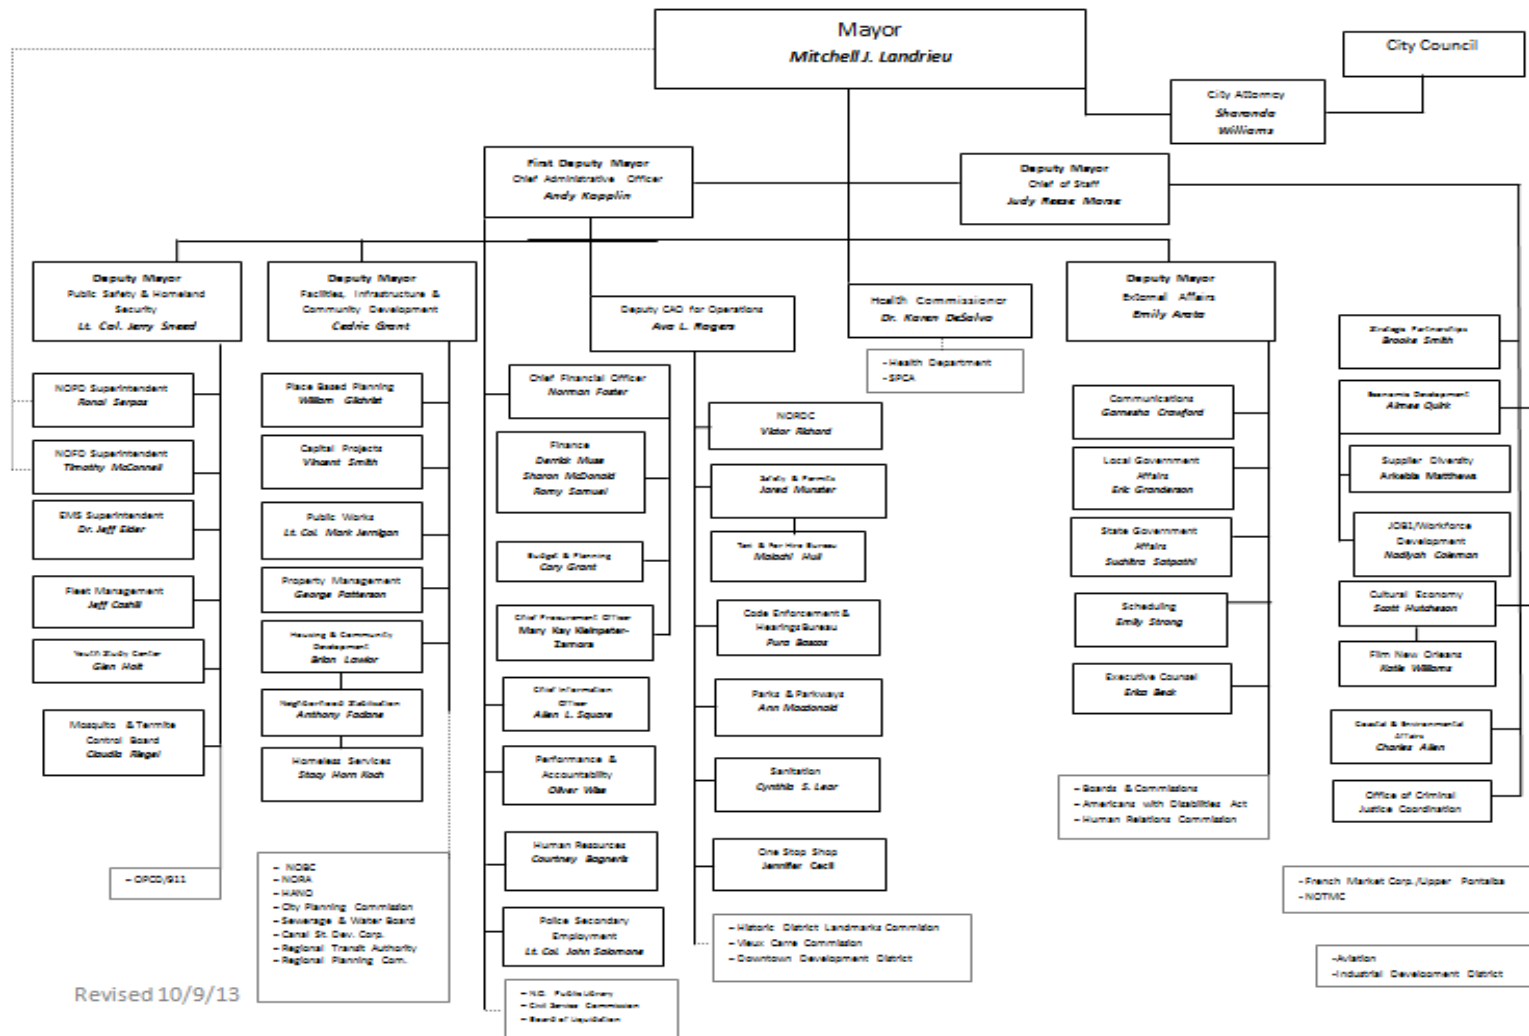 Mayor
Mitchell J. Landrieu
City Council
City Attorney
Sharonda
Williams
First Deputy Mayor
Chief Administrative Officer
Andy Kopplin
Deputy Mayor
Chief of Staff
Judy Reese Morse
Deputy Mayor
Public Safety & Homeland
Security
Lt. Col. Jerry Sneed
Deputy Mayor
Facilities, Infrastructure &
Community Development
Cedric Grant
Deputy CAO for Operations
Ava L. Rogers
Health Commissioner
Dr. Karen DeSalvo
- Health Department
- SPCA
Deputy Mayor
External Affairs
Emily Arata
NOPD Superintendent
Ronal Serpas
NOFD Superintendent
Timothy McConnell
EMS Superintendent
Dr. Jeff Elder
Fleet Management
Jeff Cashill
Youth Study Center
Glen Holt
Mosquito & Termite
Control Board
Claudia Riegel
- OPCD/911
Place Based Planning
William Gilchrist
Capital Projects
Vincent Smith
Public Works
Lt. Col. Mark Jernigan
Property Management
George Patterson
Housing & Community
Development
Brian Lawlor
Neighborhood Stabilization
Anthony Faciane
Homeless Services
Stacy Horn Koch
- NOBC
- NORA
- HANO
- City Planning Commission
- Sewerage & Water Board
- Canal St. Dev. Corp.
- Regional Transit Authority
- Regional Planning Com.
Chief Financial Officer
Norman Foster
Finance
Derrick Muse
Sharon McDonald
Romy Samuel
Budget & Planning
Cary Grant
Chief Procurement Officer
Mary Kay Kleinpeter-
Zamora
Chief Information
Officer
Allen L. Square
Performance &
Accountability
Oliver Wise
Human Resources
Courtney Bagneris
Police Secondary
Employment
Lt. Col. John Salomone
- N.O. Public Library
- Civil Service Commission
- Board of Liquidation
NORDC
Victor Richard
Safety & Permits
Jared Munster
Taxi & For Hire Bureau
Malachi Hull
Code Enforcement &
Hearings Bureau
Pura Bascos
Parks & Parkways
Ann Macdonald
Sanitation
Cynthia S. Lear
One Stop Shop
Jennifer Cecil
- Historic District Landmarks Commision
- Vieux Carre Commission
- Downtown Development District
Communications
Garnesha Crawford
Local Government
Affairs
Eric Granderson
State Government
Affairs
Suchitra Satpathi
Scheduling
Emily Strong
Executive Counsel
Erica Beck
- Boards & Commissions
- Americans with Disabilities Act
- Human Relations Commission
Strategic Partnerships
Brooke Smith
Economic Development
Aimee Quirk
Supplier Diversity
Arkebia Matthews
JOB1/Workforce
Development
Nadiyah Coleman
Cultural Economy
Scott Hutcheson
Film New Orleans
Katie Williams
Coastal & Environmental
Affairs
Charles Allen
Office of Criminal
Justice Coordination
- French Market Corp./Upper Pontalba
- NOTMC
- Aviation
- Industrial Development District
Revised 10/9/13